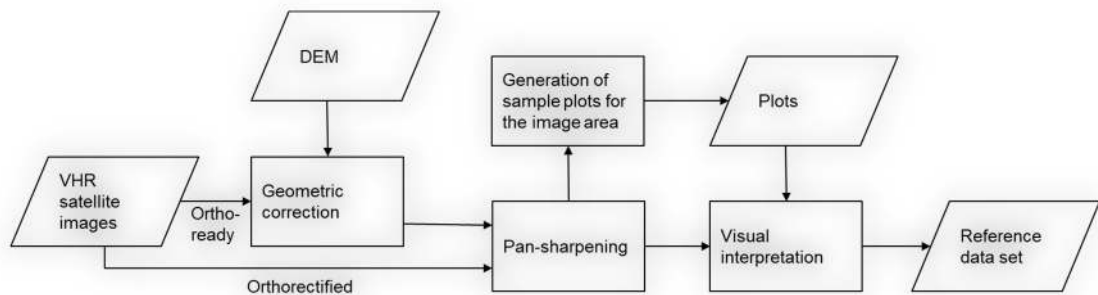 DEM
Generation of
sample plots for
the image area
Plots
VHR
satellite
images
Ortho-
ready
Geometric
correction
Pan-sharpening
Visual
interpretation
Reference
data set
Orthorectified